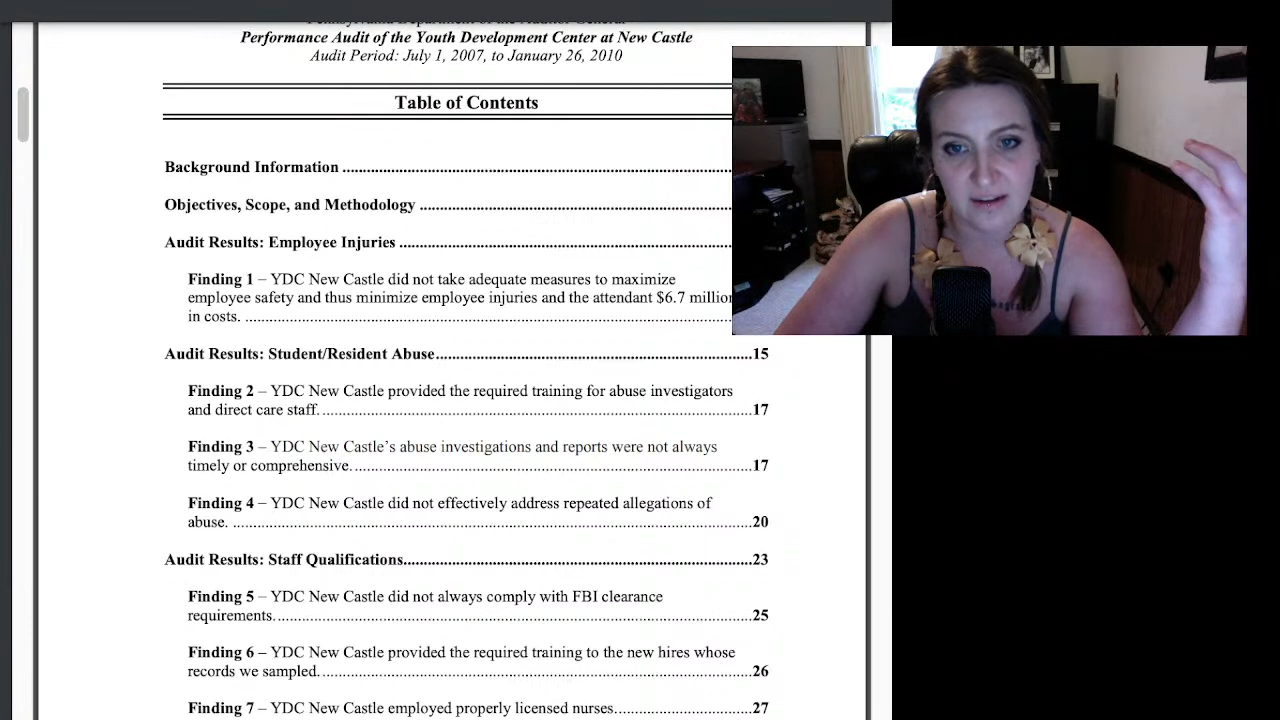 Pennsylvania Department of the Auditor General
Performance Audit of the Youth Development Center at New Castle
Audit Period: July 1, 2007, to January 26, 2010
Table of Contents
Background Information ..........................................................................................
Objectives, Scope, and Methodology ........................................................................
Audit Results: Employee Injuries .............................................................................
Finding 1 – YDC New Castle did not take adequate measures to maximize
employee safety and thus minimize employee injuries and the attendant $6.7 million
in costs. ..................................................................................................................
Audit Results: Student/Resident Abuse.........................................................................15
Finding 2 – YDC New Castle provided the required training for abuse investigators
and direct care staff. ....................................................................................................17
Finding 3 – YDC New Castle’s abuse investigations and reports were not always
timely or comprehensive. .............................................................................................17
Finding 4 – YDC New Castle did not effectively address repeated allegations of
abuse. ..........................................................................................................................20
Audit Results: Staff Qualifications.................................................................................23
Finding 5 – YDC New Castle did not always comply with FBI clearance
requirements. ...............................................................................................................25
Finding 6 – YDC New Castle provided the required training to the new hires whose
records we sampled. .....................................................................................................26
Finding 7 – YDC New Castle employed properly licensed nurses. .................................27